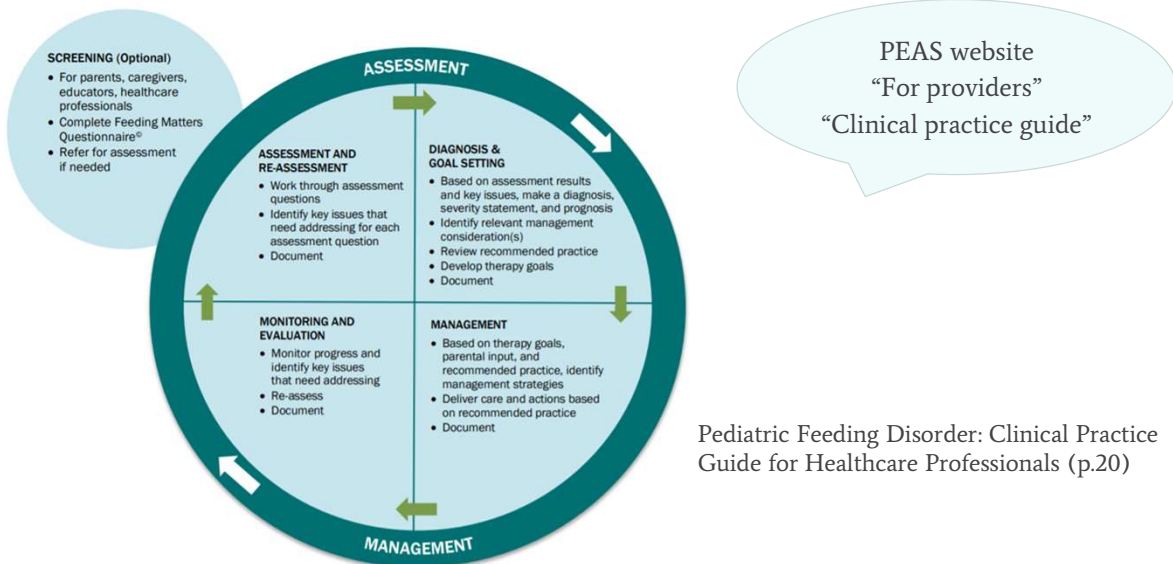 SCREENING (Optional)
• For parents, caregivers,
educators, healthcare
professionals
• Complete Feeding Matters
Questionnaire©
• Refer for assessment
if needed
ASSESSMENT
ASSESSMENT AND
RE-ASSESSMENT
• Work through assessment
questions
• Identify key issues that
need addressing for each
assessment question
• Document
DIAGNOSIS &
GOAL SETTING
• Based on assessment results
and key issues, make a diagnosis,
severity statement, and prognosis
• Identify relevant management
consideration(s)
• Review recommended practice
• Develop therapy goals
• Document
MONITORING AND
EVALUATION
• Monitor progress and
identify key issues
that need addressing
• Re-assess
• Document
MANAGEMENT
• Based on therapy goals,
parental input, and
recommended practice, identify
management strategies
• Deliver care and actions based
on recommended practice
• Document
MANAGEMENT
PEAS website
“For providers”
“Clinical practice guide”
Pediatric Feeding Disorder: Clinical Practice
Guide for Healthcare Professionals (p.20)